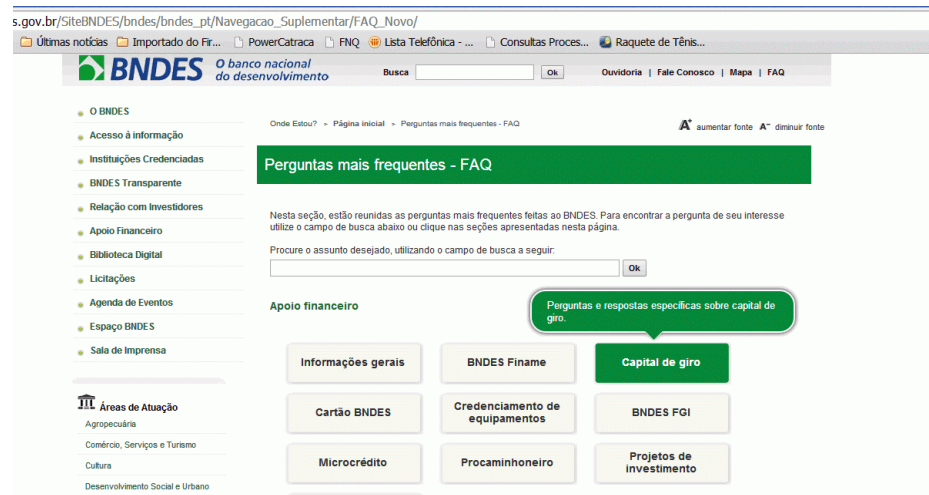 s.gov.br/SiteBNDES/bndes/bndes_pt/Navegacao_Suplementar/FAQ_Novo/
Últimas notícias Importado do Fir... PowerCatraca FNQ Lista Telefônica - ... Consultas Proces... Raquete de Tênis...
BNDES O banco nacional
do desenvolvimento
Busca Ok Ouvidoria | Fale Conosco | Mapa | FAQ
O BNDES
Acesso à informação
Instituições Credenciadas
BNDES Transparente
Relação com Investidores
Apoio Financeiro
Biblioteca Digital
Licitações
Agenda de Eventos
Espaço BNDES
Sala de Imprensa
Áreas de Atuação
Agropecuária
Comércio, Serviços e Turismo
Cultura
Desenvolvimento Social e Urbano
Onde Estou? > Página inicial > Perguntas mais frequentes - FAQ
A+ aumentar fonte A- diminuir fonte
Perguntas mais frequentes - FAQ
Nesta seção, estão reunidas as perguntas mais frequentes feitas ao BNDES. Para encontrar a pergunta de seu interesse
utilize o campo de busca abaixo ou clique nas seções apresentadas nesta página.
Procure o assunto desejado, utilizando o campo de busca a seguir:
Ok
Apoio financeiro
Perguntas e respostas específicas sobre capital de
giro.
Informações gerais
BNDES Finame
Capital de giro
Cartão BNDES
Credenciamento de
equipamentos
BNDES FGI
Microcrédito
Procaminhoneiro
Projetos de
investimento